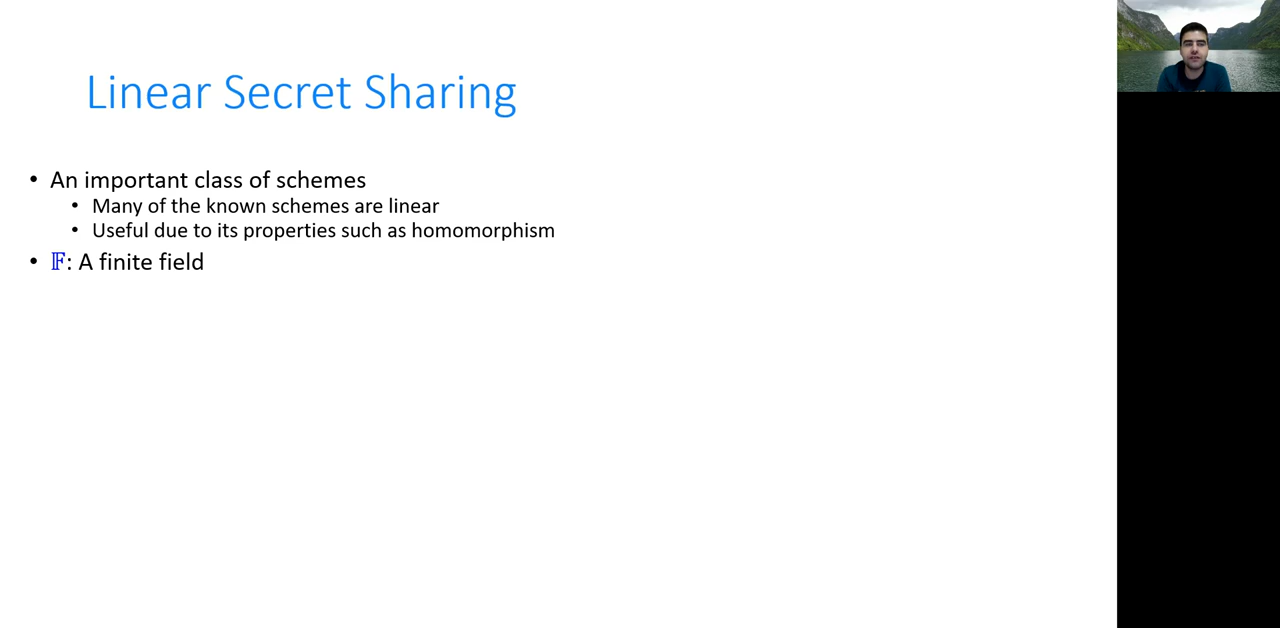 Linear Secret Sharing
• An important class of schemes
• Many of the known schemes are linear
• Useful due to its properties such as homomorphism
• 𝔽: A finite field